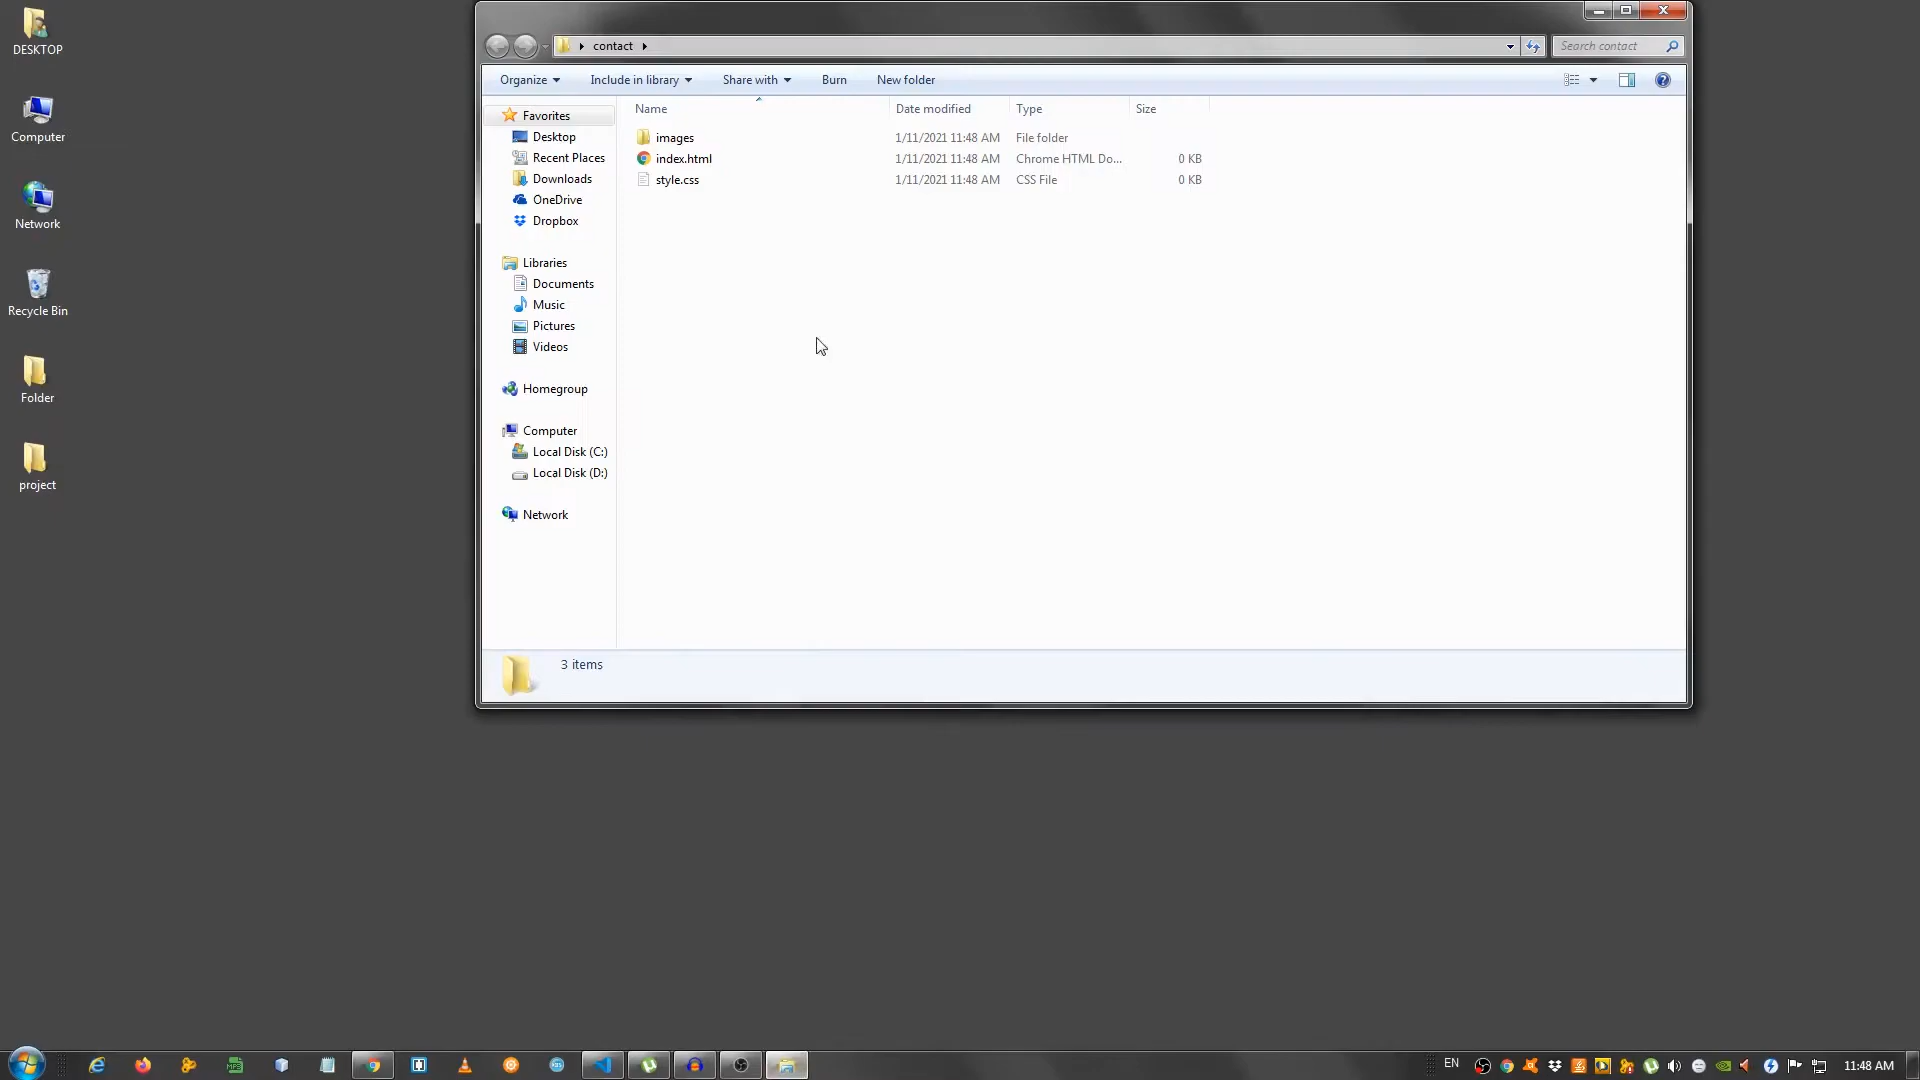 DESKTOP
Computer
Network
Recycle Bin
Folder
project
contact
Search contact
Organize
Include in library
Share with
Burn
New folder
Name
Date modified
Type
Size
images
1/11/2021 11:48 AM
File folder
index.html
1/11/2021 11:48 AM
Chrome HTML Do...
0 KB
style.css
1/11/2021 11:48 AM
CSS File
0 KB
Favorites
Desktop
Recent Places
Downloads
OneDrive
Dropbox
Libraries
Documents
Music
Pictures
Videos
Homegroup
Computer
Local Disk (C:)
Local Disk (D:)
Network
3 items
EN
11:48 AM